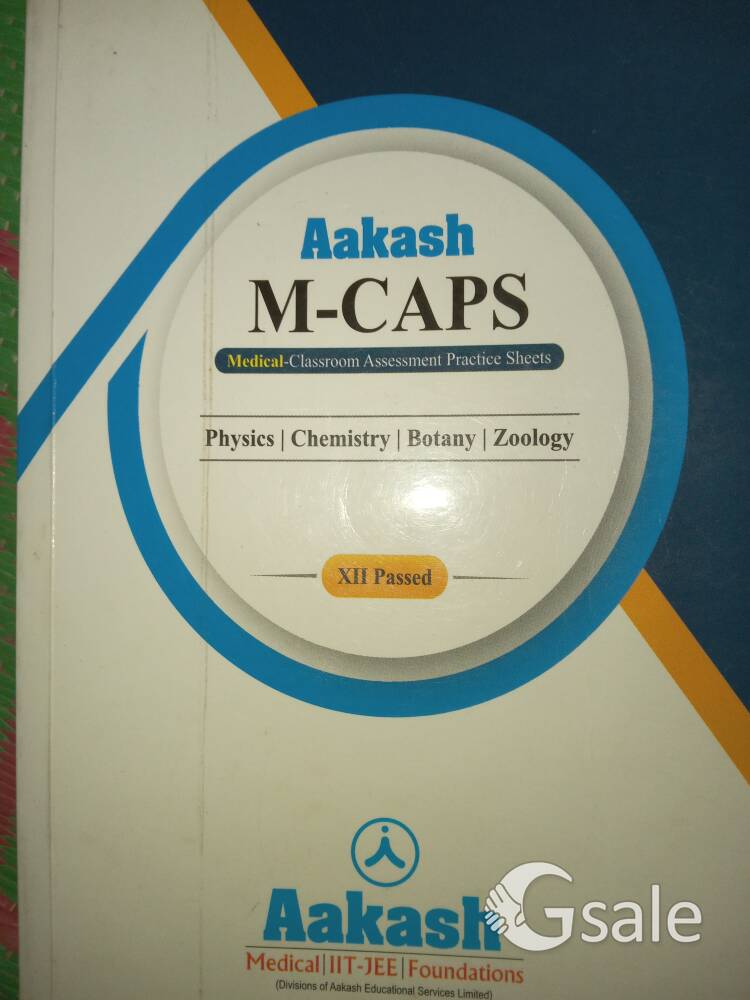 Aakash
M-CAPS
Medical-Classroom Assessment Practice Sheets
Physics | Chemistry | Botany | Zoology
XII Passed
Aakash
Medical|IIT-JEE|Foundations
(Divisions of Aakash Educational Services Limited)
Gsale